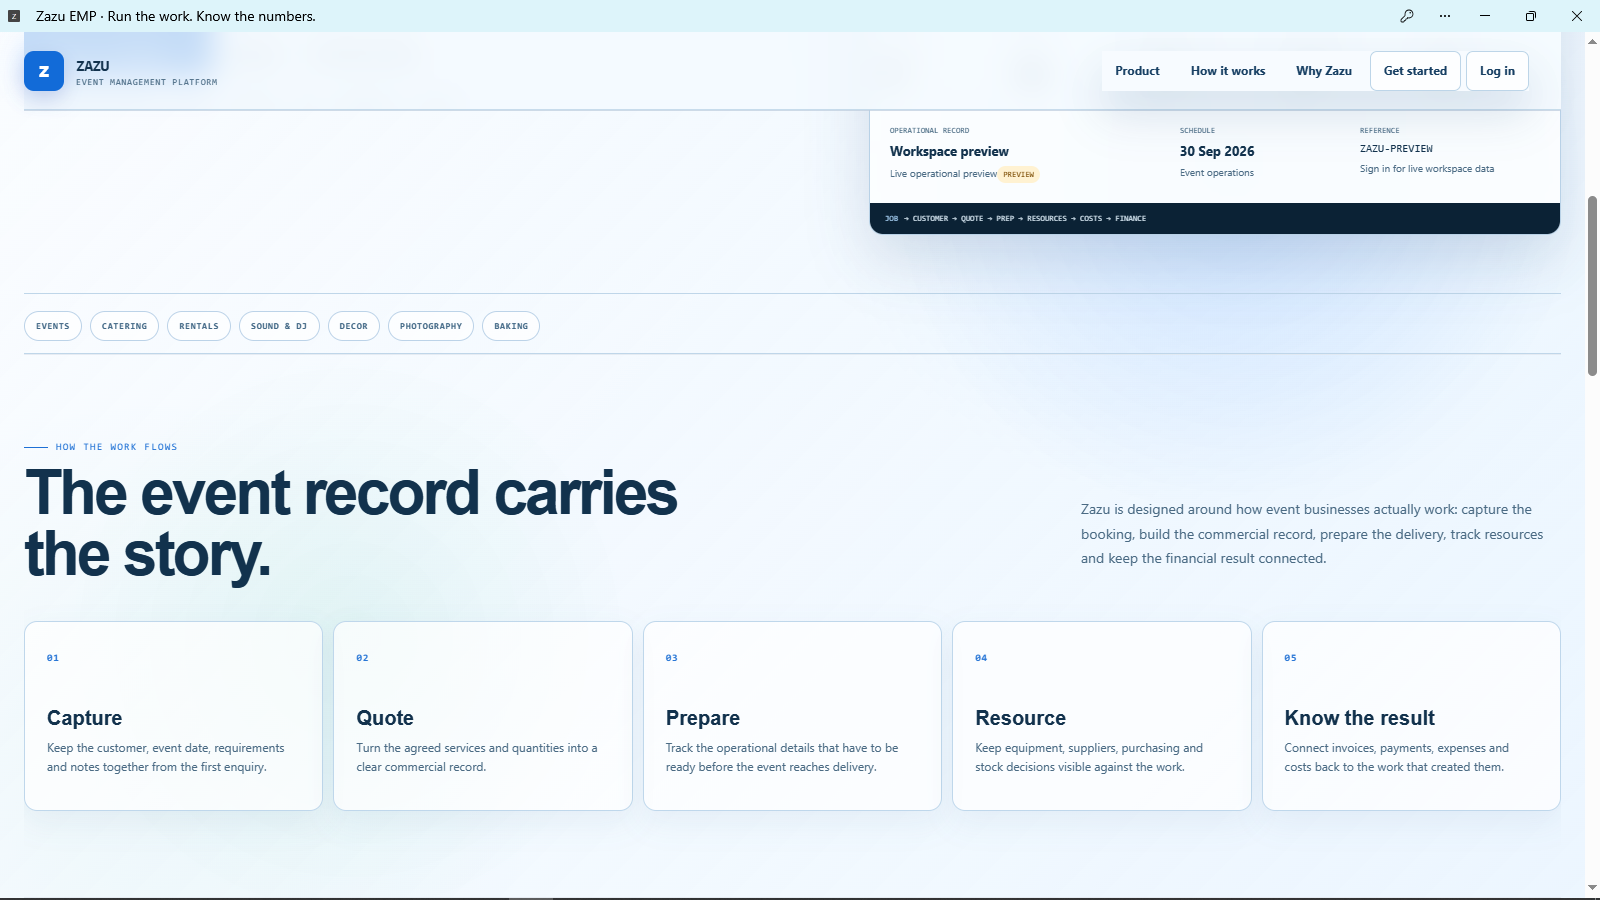 Zazu EMP · Run the work. Know the numbers.
Z
ZAZU
EVENT MANAGEMENT PLATFORM
Product
How it works
Why Zazu
Get started
Log in
OPERATIONAL RECORD
Workspace preview
Live operational preview PREVIEW
SCHEDULE
30 Sep 2026
Event operations
REFERENCE
ZAZU-PREVIEW
Sign in for live workspace data
JOB → CUSTOMER → QUOTE → PREP → RESOURCES → COSTS → FINANCE
EVENTS
CATERING
RENTALS
SOUND & DJ
DECOR
PHOTOGRAPHY
BAKING
HOW THE WORK FLOWS
The event record carries
the story.
Zazu is designed around how event businesses actually work: capture the
booking, build the commercial record, prepare the delivery, track resources
and keep the financial result connected.
01
Capture
Keep the customer, event date, requirements
and notes together from the first enquiry.
02
Quote
Turn the agreed services and quantities into a
clear commercial record.
03
Prepare
Track the operational details that have to be
ready before the event reaches delivery.
04
Resource
Keep equipment, suppliers, purchasing and
stock decisions visible against the work.
05
Know the result
Connect invoices, payments, expenses and
costs back to the work that created them.